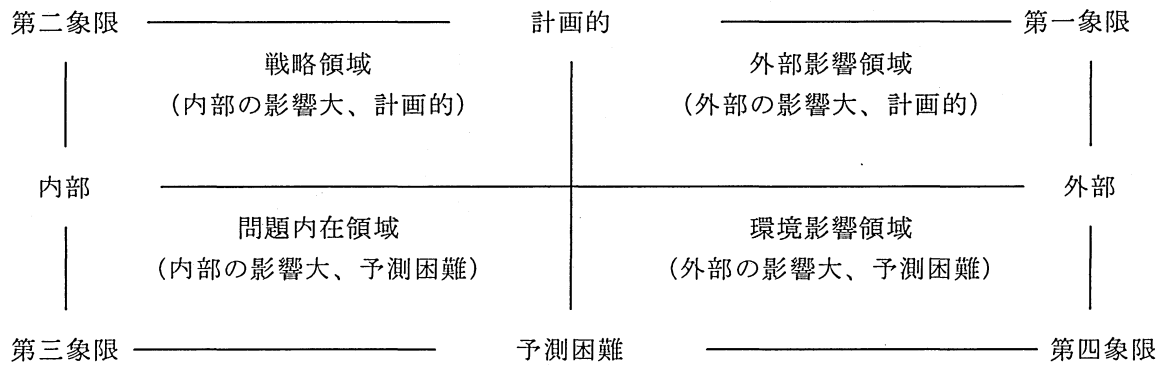 第二象限 計画的 第一象限
戦略領域 外部影響領域
(内部の影響大、計画的) (外部の影響大、計画的)
内部 外部
問題内在領域 環境影響領域
(内部の影響大、予測困難) (外部の影響大、予測困難)
第三象限 予測困難 第四象限